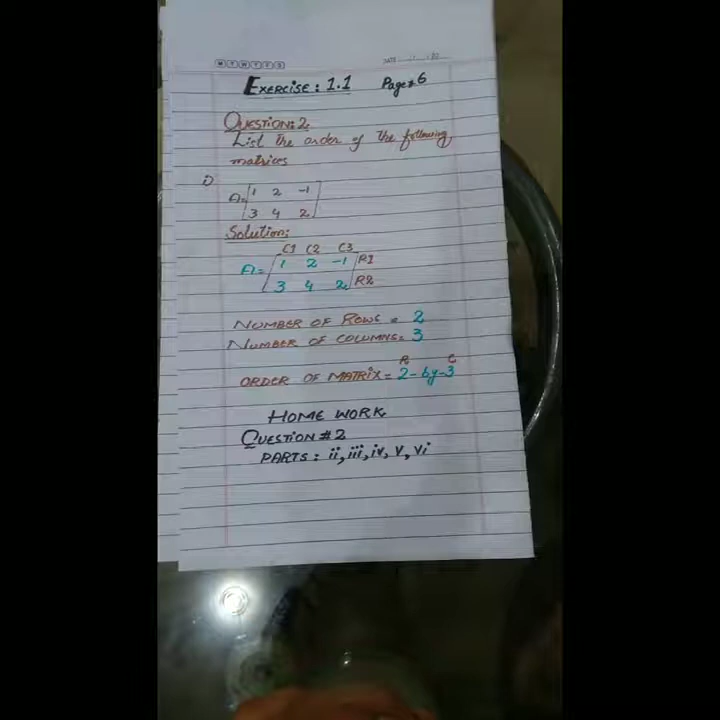 M T W T F S
DATE
EXERCISE: 1.1 Page#6
QUESTION: 2
List the order of the following
matrices
i)
A= 1 2 -1
3 4 2
Solution:
C1 C2 C3
A= 1 2 -1 R1
3 4 2 R2
NUMBER OF ROWS = 2
NUMBER OF COLUMNS = 3
R C
ORDER OF MATRIX = 2-by-3
HOME WORK
QUESTION #2
PARTS: ii, iii, iv, v, vi